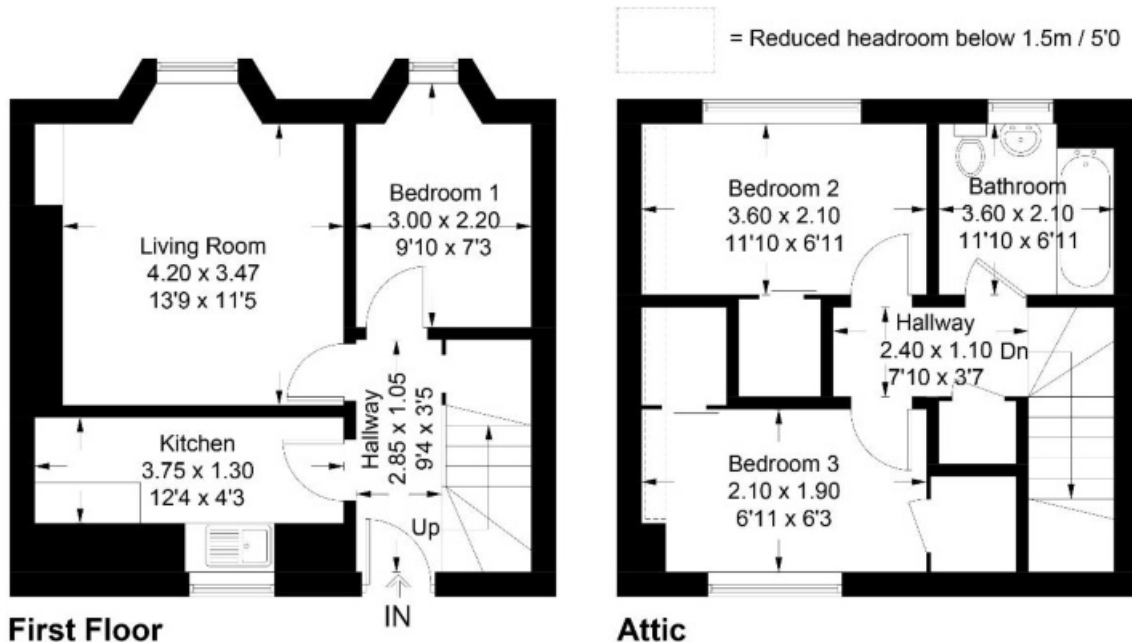 = Reduced headroom below 1.5m / 5'0
Living Room
4.20 x 3.47
13'9 x 11'5
Bedroom 1
3.00 x 2.20
9'10 x 7'3
Kitchen
3.75 x 1.30
12'4 x 4'3
Hallway
2.85 x 1.05
9'4 x 3'5
Up
IN
First Floor
Bedroom 2
3.60 x 2.10
11'10 x 6'11
Bathroom
3.60 x 2.10
11'10 x 6'11
Hallway
2.40 x 1.10
7'10 x 3'7
Dn
Bedroom 3
2.10 x 1.90
6'11 x 6'3
Attic